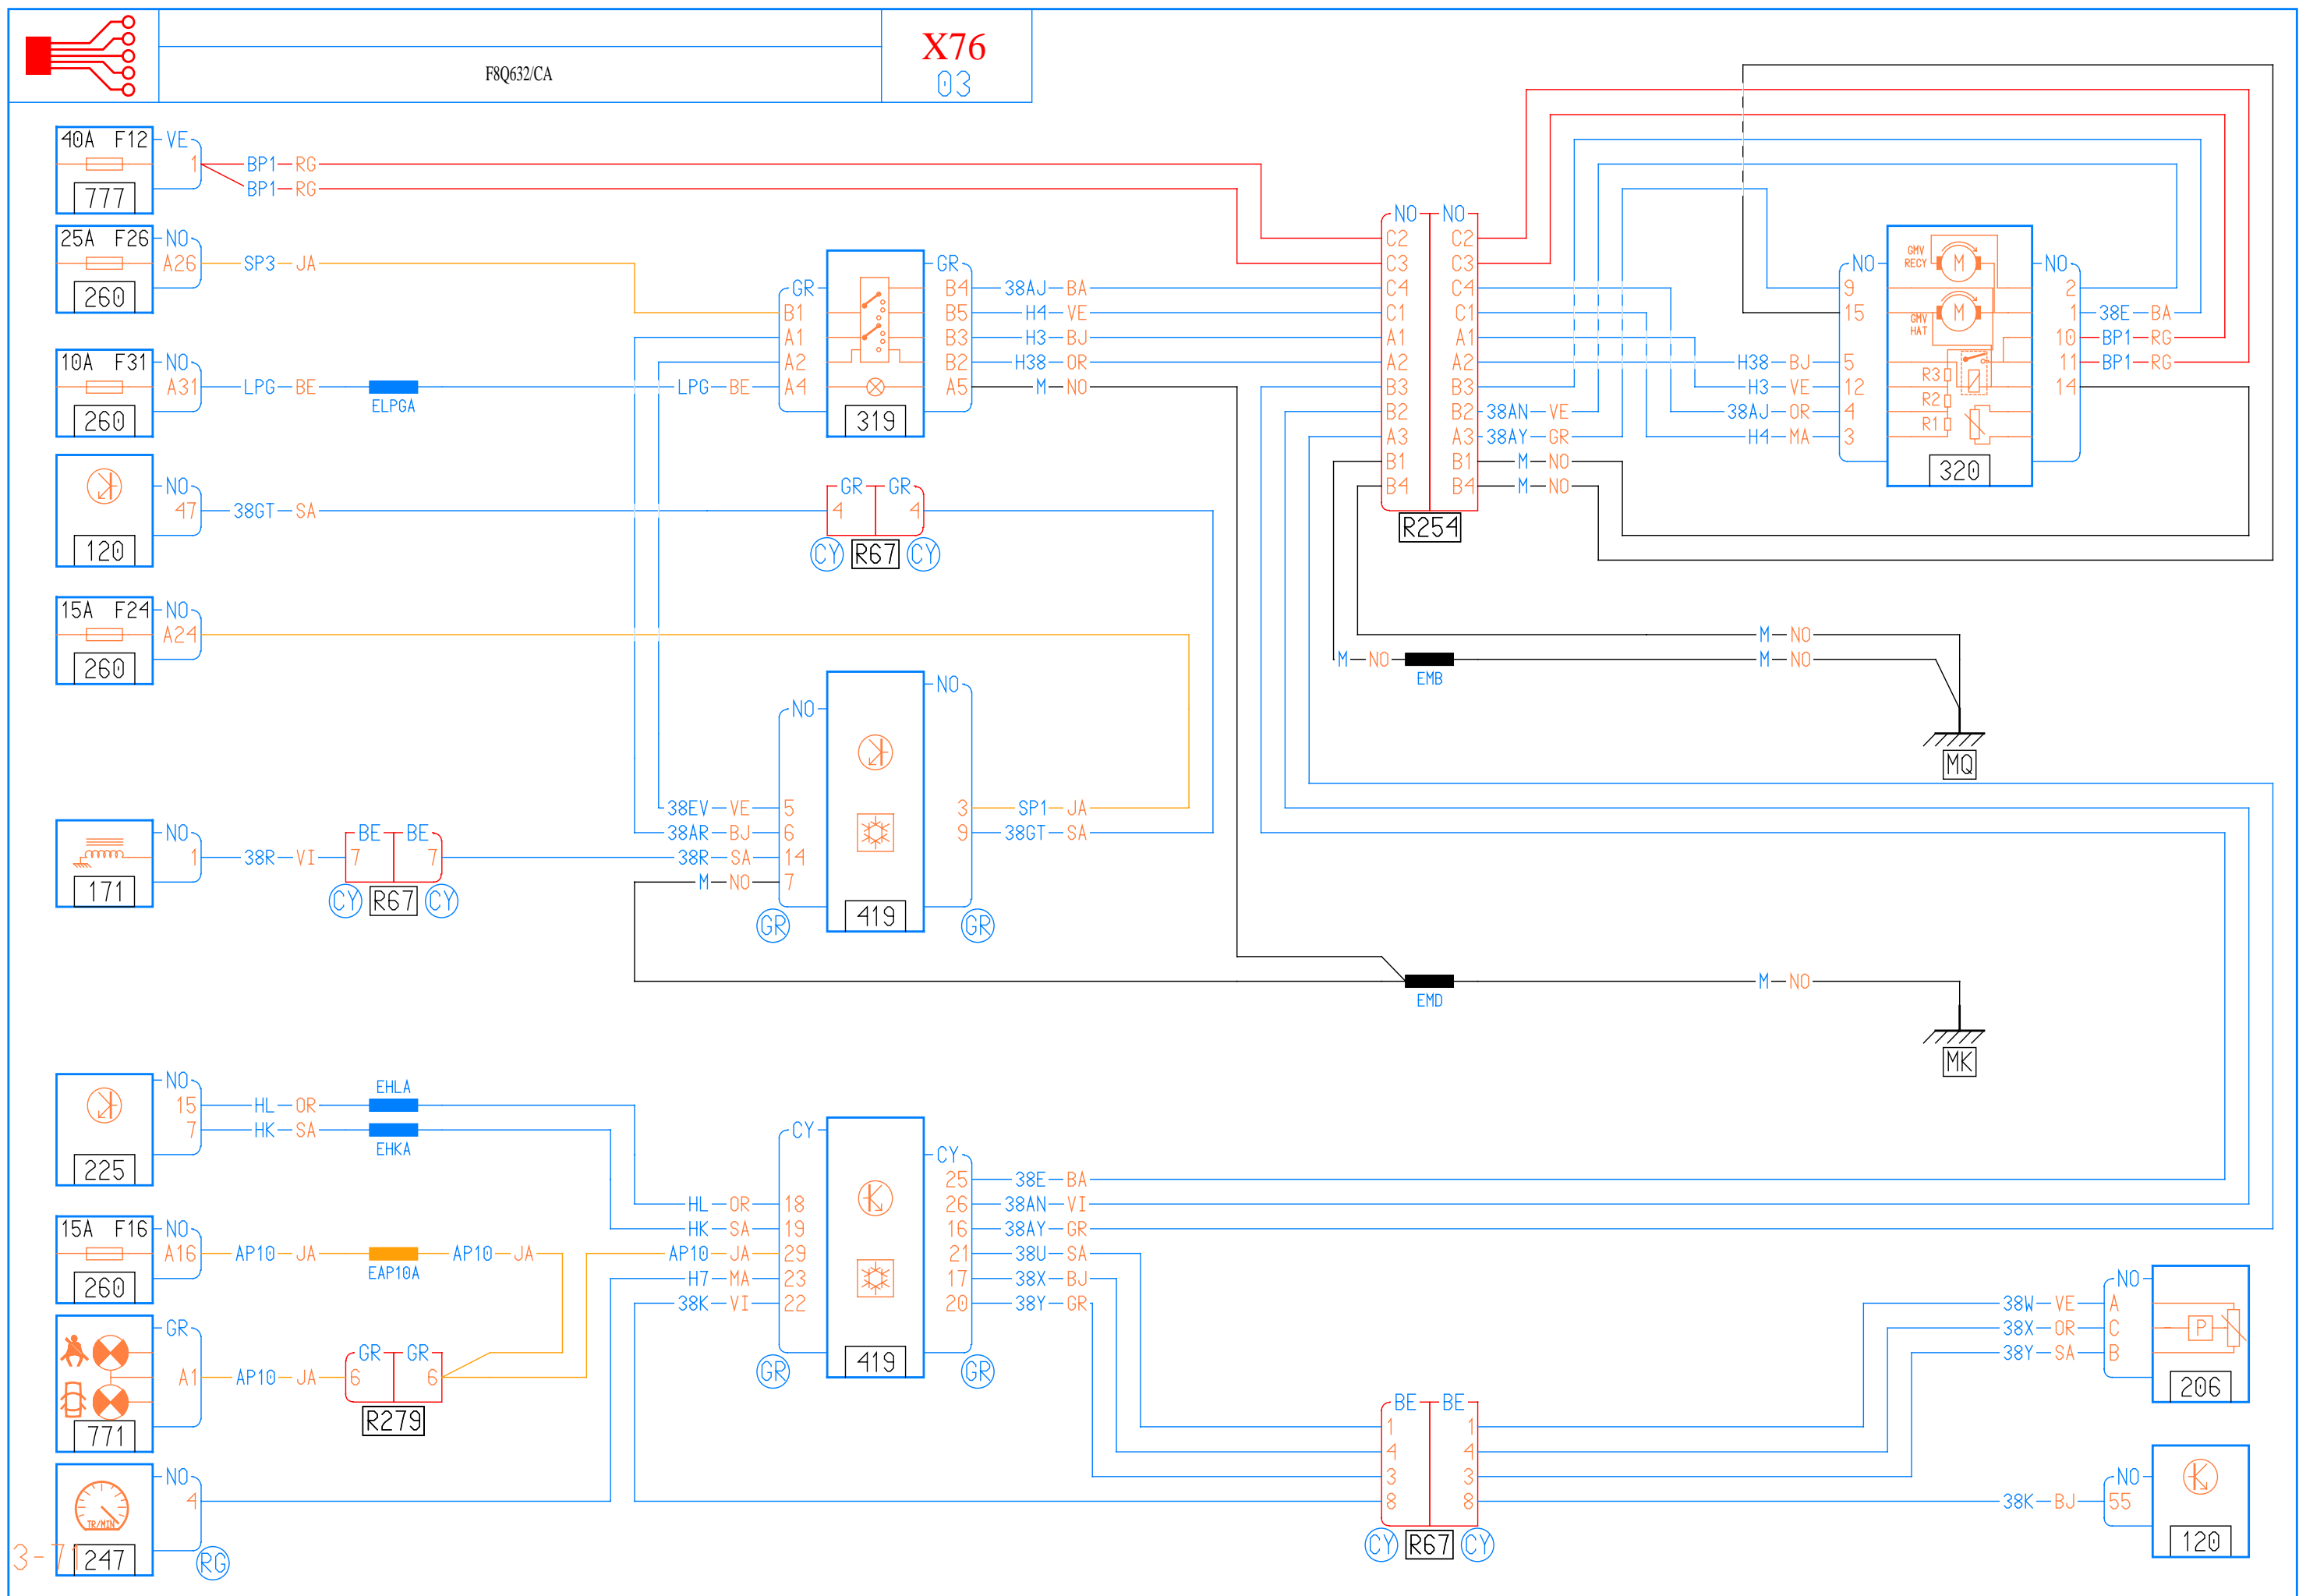 F8Q632/CA
X76
03
40A F12 VE
1 BP1 RG
BP1 RG
777
25A F26 NO
A26 SP3 JA
260
10A F31 NO
A31 LPG BE ELPGA LPG BE
260
NO
47 38GT SA
120
15A F24 NO
A24
260
GR GR
B1 B4 38AJ BA
A1 B5 H4 VE
A2 B3 H3 BJ
A4 B2 H38 OR
A5 M NO
319
GR GR
4 4
CY R67 CY
NO NO
C2 C2
C3 C3
C4 C4
C1 C1
A1 A1
A2 A2
B3 B3
B2 B2 38AN VE
A3 A3 38AY GR
B1 B1 M NO
B4 B4 M NO
R254
H38 BJ
H3 VE
38AJ OR
H4 MA
NO NO
9 2
15 1 38E BA
10 BP1 RG
5 11 BP1 RG
12 14
4
3
GMV
RECY
M
GMV
HAT
M
R3
R2
R1
320
M NO
M NO EMB M NO
MQ
NO NO
38EV VE 5 3 SP1 JA
38AR BJ 6 9 38GT SA
38R SA 14
M NO 7
GR 419 GR
NO
1 38R VI
171
BE BE
7 7
CY R67 CY
EMD M NO
MK
NO
15 HL OR EHLA
7 HK SA EHKA
225
15A F16 NO
A16 AP10 JA EAP10A AP10 JA
260
GR
A1 AP10 JA
771
GR GR
6 6
R279
NO
4
TR/MIN
247
RG
3-71
CY CY
25 38E BA
HL OR 18 26 38AN VI
HK SA 19 16 38AY GR
AP10 JA 29 21 38U SA
H7 MA 23 17 38X BJ
38K VI 22 20 38Y GR
GR 419 GR
BE BE
1 1
4 4
3 3
8 8
CY R67 CY
NO
38W VE A
38X OR C
38Y SA B
P
206
NO
38K BJ 55
120